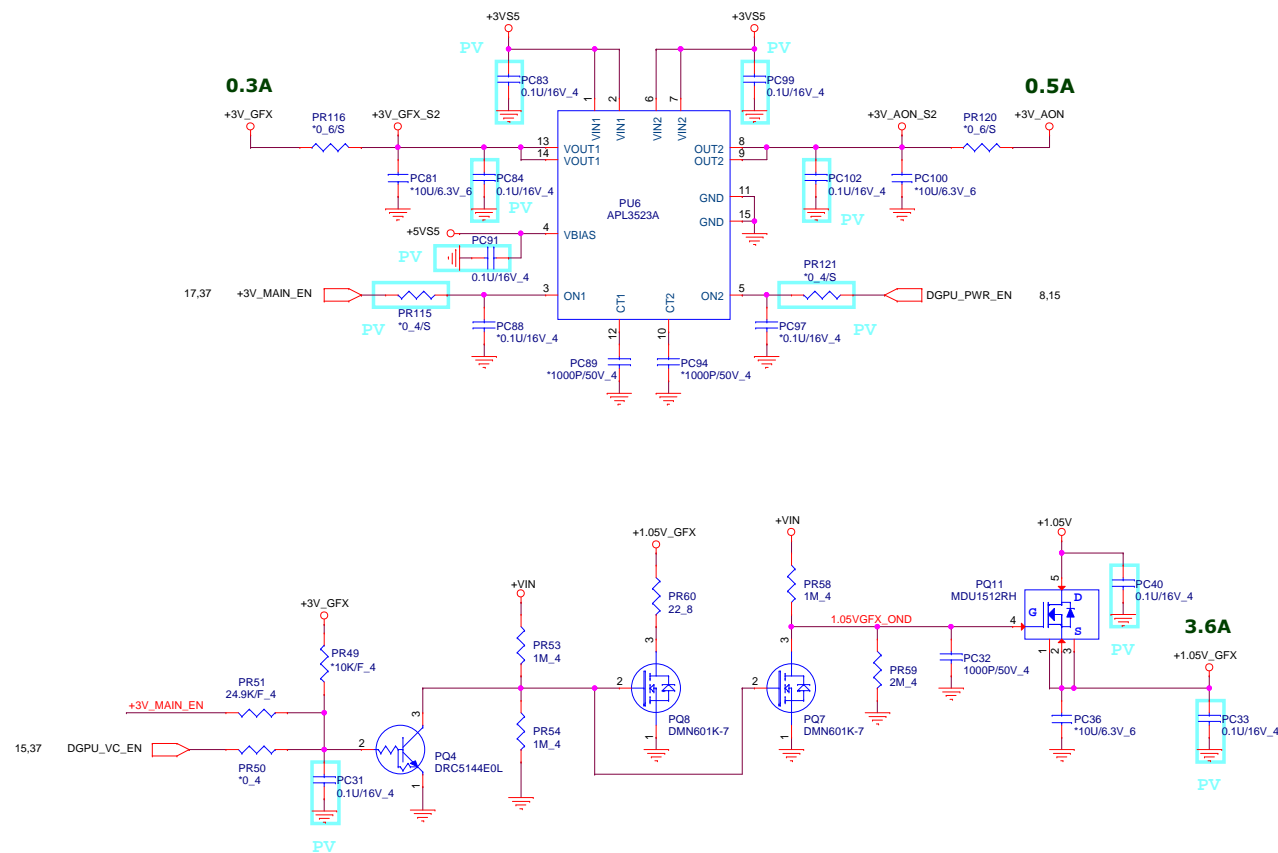 +3VS5
+3VS5
PV
PV
PC83
0.1U/16V_4
PC99
0.1U/16V_4
0.3A
0.5A
1
2
6
7
VIN1
VIN1
VIN2
VIN2
+3V_GFX
PR116
*0_6/S
+3V_GFX_S2
+3V_AON_S2
PR120
*0_6/S
+3V_AON
13
14
VOUT1
VOUT1
8
9
OUT2
OUT2
PC81
*10U/6.3V_6
PC84
0.1U/16V_4
PV
PC102
0.1U/16V_4
PV
PC100
*10U/6.3V_6
PU6
APL3523A
11
GND
15
GND
+5VS5
4
VBIAS
PV
PC91
0.1U/16V_4
17,37
+3V_MAIN_EN
PR115
*0_4/S
PV
3
ON1
5
ON2
PR121
*0_4/S
PV
DGPU_PWR_EN
8,15
PC88
*0.1U/16V_4
PC97
*0.1U/16V_4
CT1
CT2
12
10
PC89
*1000P/50V_4
PC94
*1000P/50V_4
+1.05V_GFX
+VIN
+1.05V
PR60
22_8
PR58
1M_4
PQ11
MDU1512RH
5
D
G
S
4
1
2
3
PC40
0.1U/16V_4
PV
+3V_GFX
+VIN
1.05VGFX_OND
3.6A
+1.05V_GFX
PR49
*10K/F_4
PR53
1M_4
PR59
2M_4
PC32
1000P/50V_4
PR51
24.9K/F_4
+3V_MAIN_EN
3
2
1
PQ8
DMN601K-7
3
2
1
PQ7
DMN601K-7
PC36
*10U/6.3V_6
PC33
0.1U/16V_4
PV
15,37
DGPU_VC_EN
PR50
*0_4
2
3
1
PQ4
DRC5144E0L
PR54
1M_4
PC31
0.1U/16V_4
PV